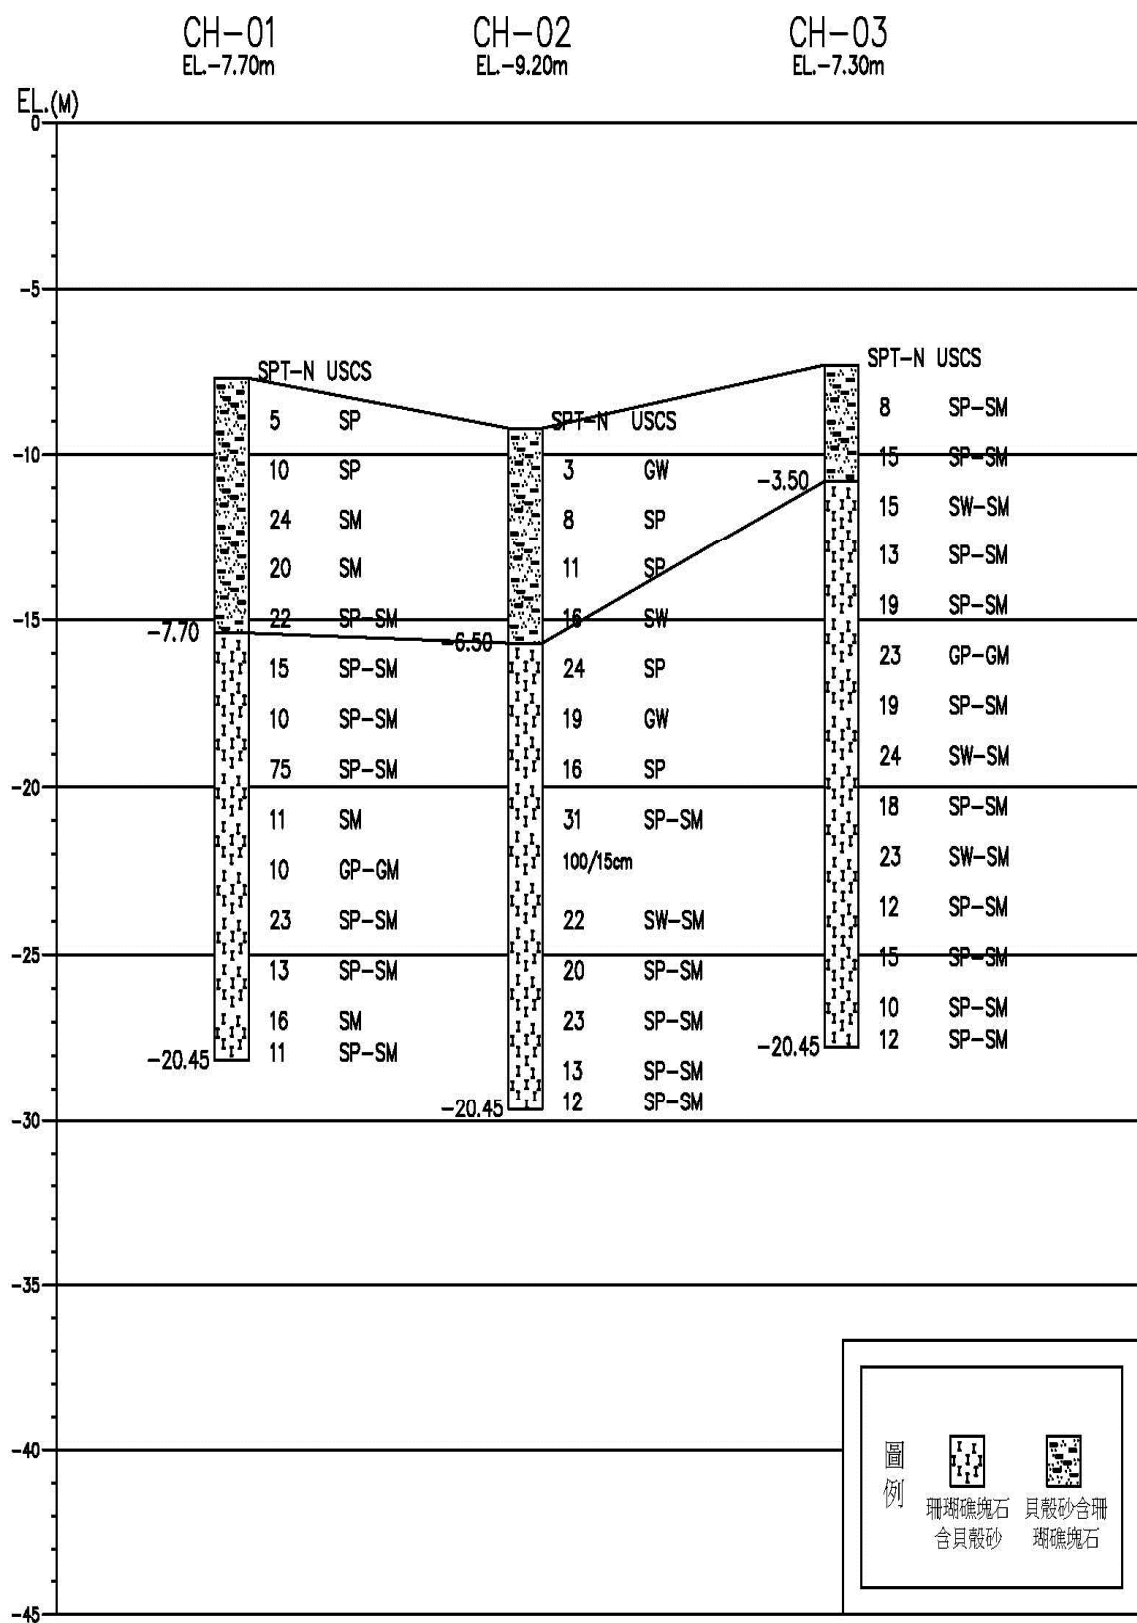 CH-01 CH-02 CH-03
EL.-7.70m EL.-9.20m EL.-7.30m
EL.(M)
0
-5
SPT-N USCS
SPT-N USCS
8 SP-SM
5 SP
SPT-N USCS
-10
15 SP-SM
10 SP
3 GW
-3.50
15 SW-SM
24 SM
8 SP
13 SP-SM
20 SM
11 SP
19 SP-SM
-15
22 SP-SM
16 SW
-7.70
-6.50
23 GP-GM
15 SP-SM
24 SP
19 SP-SM
10 SP-SM
19 GW
24 SW-SM
75 SP-SM
16 SP
-20
18 SP-SM
11 SM
31 SP-SM
23 SW-SM
100/15cm
10 GP-GM
12 SP-SM
23 SP-SM
22 SW-SM
-25
15 SP-SM
13 SP-SM
20 SP-SM
10 SP-SM
16 SM
23 SP-SM
12 SP-SM
-20.45
11 SP-SM
-20.45
13 SP-SM
12 SP-SM
-20.45
-30
-35
-40
圖例
珊瑚礁塊石
含貝殼砂
貝殼砂含珊
瑚礁塊石
-45